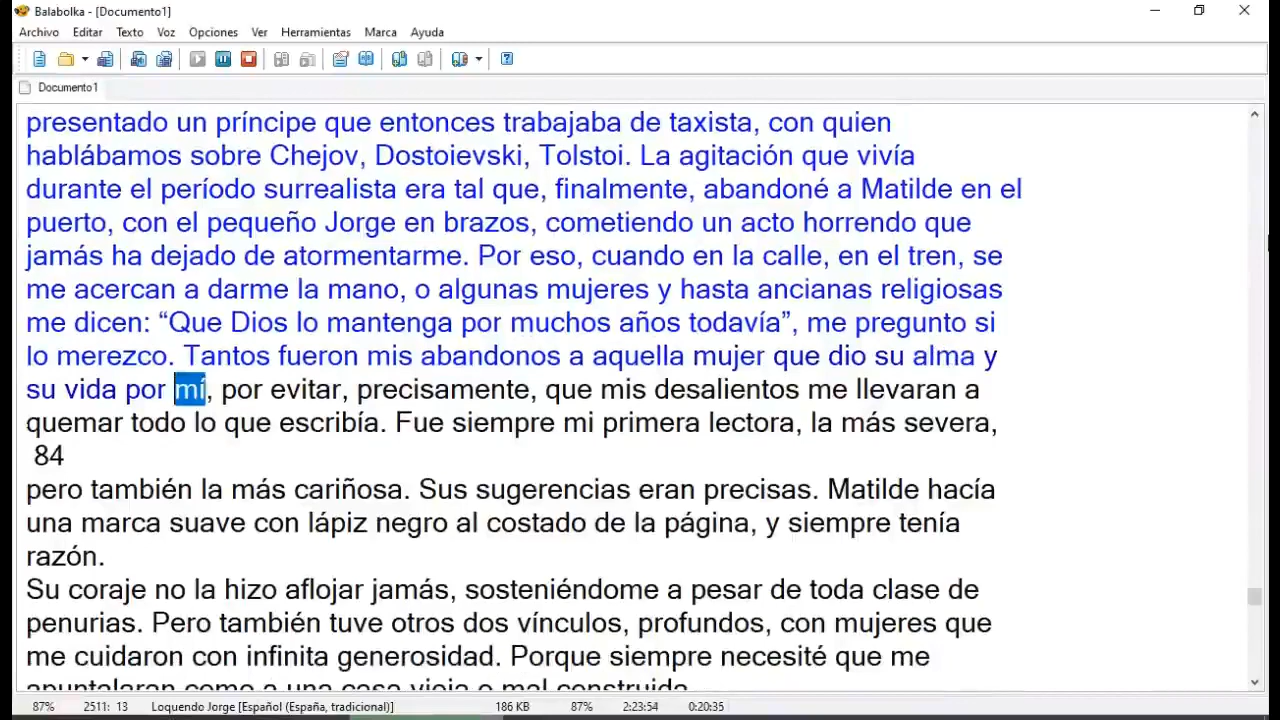 Balabolka - [Documento1]
Archivo Editar Texto Voz Opciones Ver Herramientas Marca Ayuda
Documento1
presentado un príncipe que entonces trabajaba de taxista, con quien
hablábamos sobre Chejov, Dostoievski, Tolstoi. La agitación que vivía
durante el período surrealista era tal que, finalmente, abandoné a Matilde en el
puerto, con el pequeño Jorge en brazos, cometiendo un acto horrendo que
jamás ha dejado de atormentarme. Por eso, cuando en la calle, en el tren, se
me acercan a darme la mano, o algunas mujeres y hasta ancianas religiosas
me dicen: “Que Dios lo mantenga por muchos años todavía”, me pregunto si
lo merezco. Tantos fueron mis abandonos a aquella mujer que dio su alma y
su vida por mí, por evitar, precisamente, que mis desalientos me llevaran a
quemar todo lo que escribía. Fue siempre mi primera lectora, la más severa,
84
pero también la más cariñosa. Sus sugerencias eran precisas. Matilde hacía
una marca suave con lápiz negro al costado de la página, y siempre tenía
razón.
Su coraje no la hizo aflojar jamás, sosteniéndome a pesar de toda clase de
penurias. Pero también tuve otros dos vínculos, profundos, con mujeres que
me cuidaron con infinita generosidad. Porque siempre necesité que me
apuntalaran como a una casa vieja o mal construida.
87% 2511: 13 Loquendo Jorge [Español (España, tradicional)] 186 KB 87% 2:23:54 0:20:35